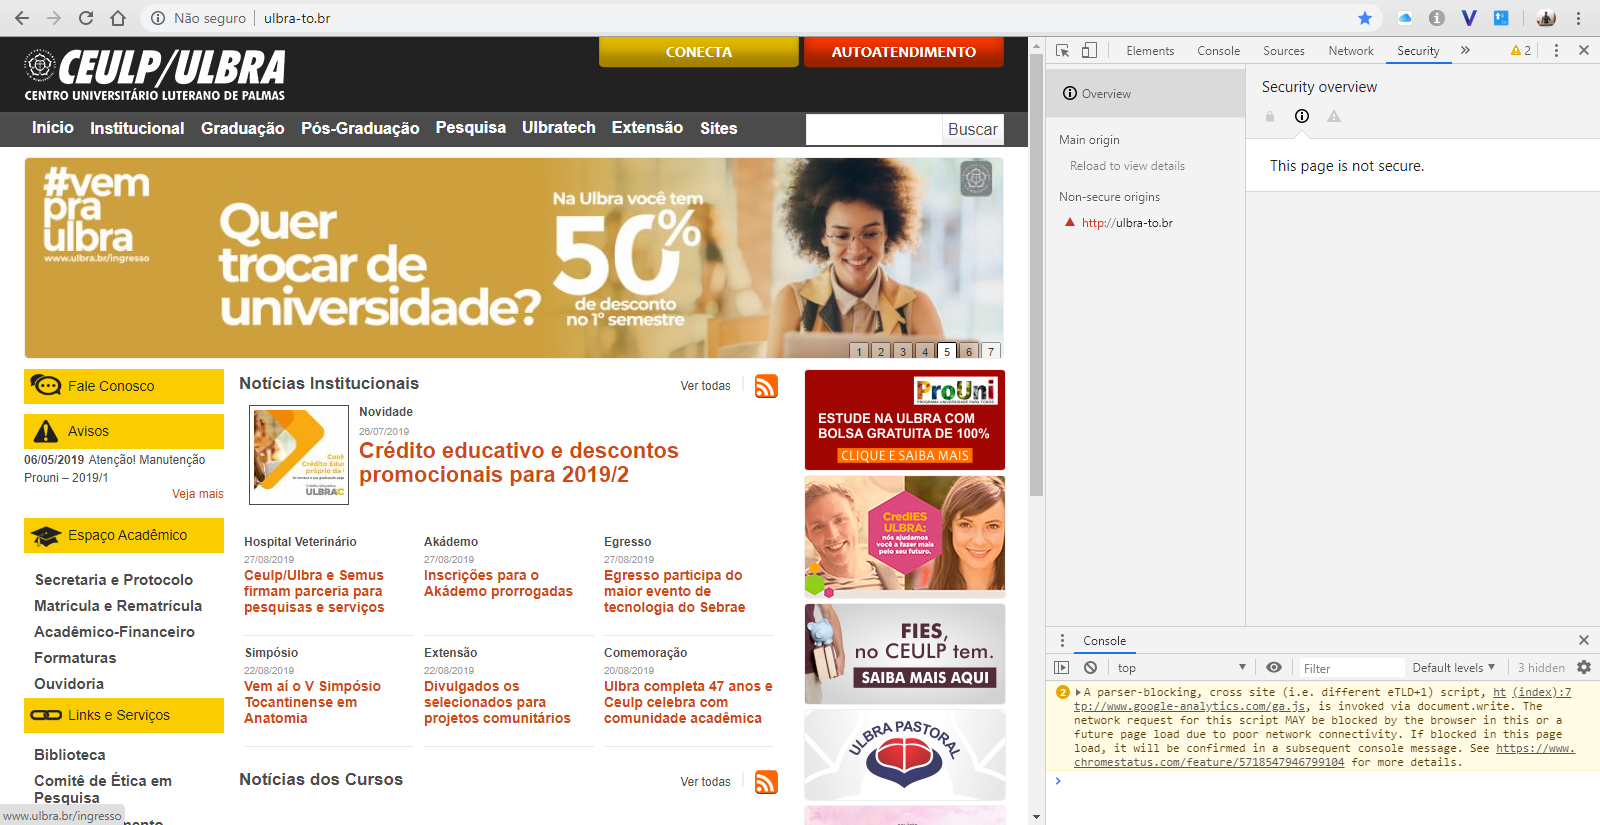 Não seguro
ulbra-to.br
CEULP/ULBRA
CENTRO UNIVERSITÁRIO LUTERANO DE PALMAS
CONECTA
AUTOATENDIMENTO
Início Institucional Graduação Pós-Graduação Pesquisa Ulbratech Extensão Sites
Buscar
#vem
pra
ulbra
www.ulbra.br/ingresso
Quer
trocar de
universidade?
Na Ulbra você tem
50%
de desconto
no 1º semestre
1 2 3 4 5 6 7
Fale Conosco
Avisos
06/05/2019 Atenção! Manutenção
Prouni – 2019/1
Veja mais
Espaço Acadêmico
Secretaria e Protocolo
Matrícula e Rematrícula
Acadêmico-Financeiro
Formaturas
Ouvidoria
Links e Serviços
Biblioteca
Comitê de Ética em
Pesquisa
www.ulbra.br/ingresso
Notícias Institucionais
Ver todas
Novidade
26/07/2019
Crédito educativo e descontos
promocionais para 2019/2
Hospital Veterinário
27/08/2019
Ceulp/Ulbra e Semus
firmam parceria para
pesquisas e serviços
Akádemo
27/08/2019
Inscrições para o
Akádemo prorrogadas
Egresso
27/08/2019
Egresso participa do
maior evento de
tecnologia do Sebrae
Simpósio
22/08/2019
Vem aí o V Simpósio
Tocantinense em
Anatomia
Extensão
22/08/2019
Divulgados os
selecionados para
projetos comunitários
Comemoração
20/08/2019
Ulbra completa 47 anos e
Ceulp celebra com
comunidade acadêmica
Notícias dos Cursos
Ver todas
ProUni
PROGRAMA UNIVERSIDADE PARA TODOS
ESTUDE NA ULBRA COM
BOLSA GRATUITA DE 100%
CLIQUE E SAIBA MAIS
CredIES
ULBRA:
nós ajudamos
você a fazer mais
pelo seu futuro.
FIES,
no CEULP tem.
SAIBA MAIS AQUI
ULBRA PASTORAL
Elements Console Sources Network Security » 2
Overview
Main origin
Reload to view details
Non-secure origins
http://ulbra-to.br
Security overview
This page is not secure.
Console
top
Filter
Default levels
3 hidden
2 A parser-blocking, cross site (i.e. different eTLD+1) script, ht (index):7
tp://www.google-analytics.com/ga.js, is invoked via document.write. The
network request for this script MAY be blocked by the browser in this or a
future page load due to poor network connectivity. If blocked in this page
load, it will be confirmed in a subsequent console message. See https://www.
chromestatus.com/feature/5718547946799104 for more details.